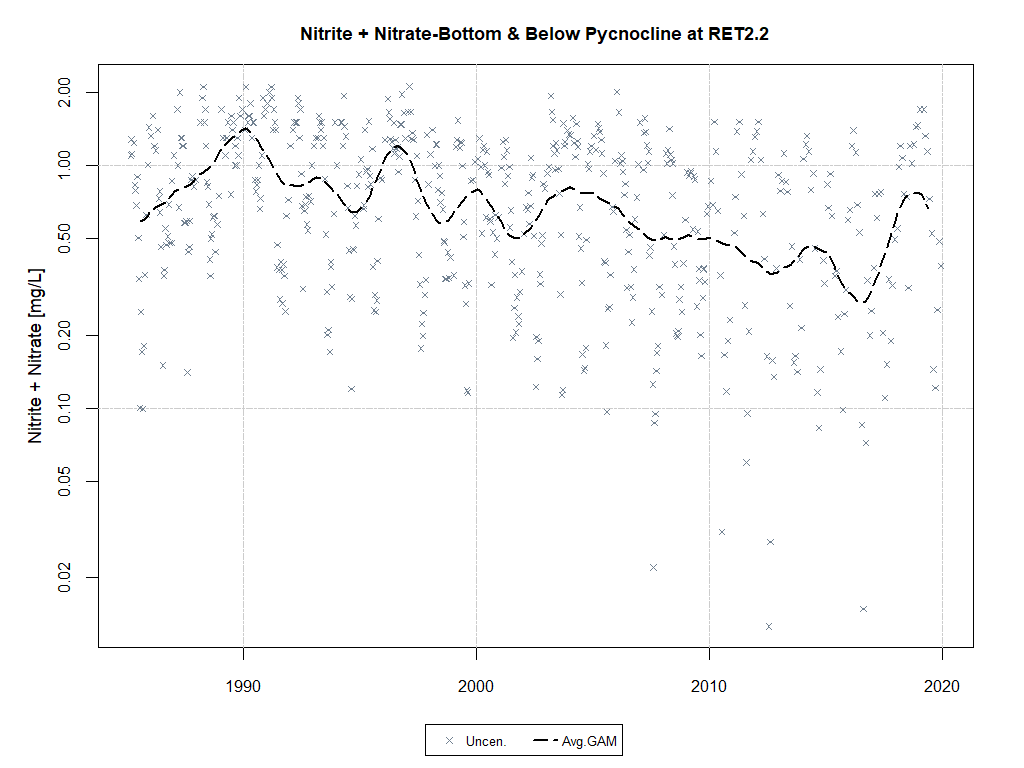 Nitrite + Nitrate-Bottom & Below Pycnocline at RET2.2
Nitrite + Nitrate [mg/L]
2.00
1.00
0.50
0.20
0.10
0.05
0.02
1990 2000 2010 2020
Uncen. Avg.GAM